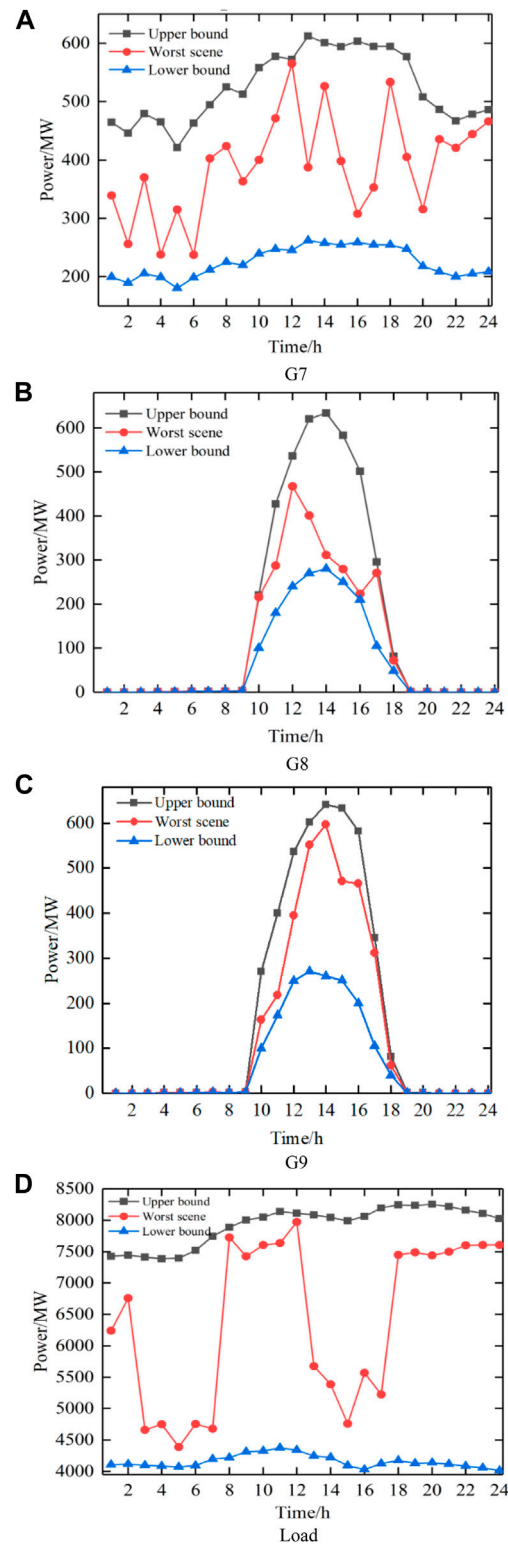 A
600
500
400
300
200
Power/MW
Upper bound
Worst scene
Lower bound
2 4 6 8 10 12 14 16 18 20 22 24
Time/h
G7
B
600
500
400
300
200
100
0
Power/MW
Upper bound
Worst scene
Lower bound
2 4 6 8 10 12 14 16 18 20 22 24
Time/h
G8
C
600
500
400
300
200
100
0
Power/MW
Upper bound
Worst scene
Lower bound
2 4 6 8 10 12 14 16 18 20 22 24
Time/h
G9
D
8500
8000
7500
7000
6500
6000
5500
5000
4500
4000
Power/MW
Upper bound
Worst scene
Lower bound
2 4 6 8 10 12 14 16 18 20 22 24
Time/h
Load